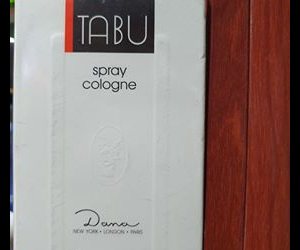 TABU
spray
cologne
Dana
NEW YORK • LONDON • PARIS